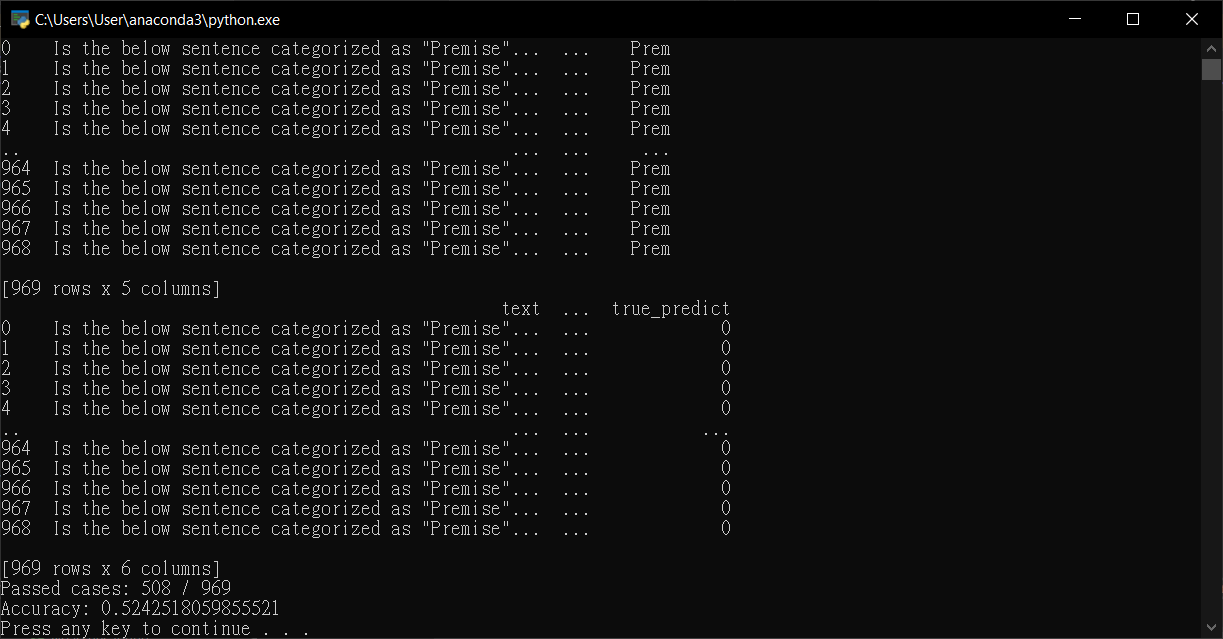 C:\Users\User\anaconda3\python.exe
0 Is the below sentence categorized as "Premise"... ... Prem
1 Is the below sentence categorized as "Premise"... ... Prem
2 Is the below sentence categorized as "Premise"... ... Prem
3 Is the below sentence categorized as "Premise"... ... Prem
4 Is the below sentence categorized as "Premise"... ... Prem
.. ... ... ...
964 Is the below sentence categorized as "Premise"... ... Prem
965 Is the below sentence categorized as "Premise"... ... Prem
966 Is the below sentence categorized as "Premise"... ... Prem
967 Is the below sentence categorized as "Premise"... ... Prem
968 Is the below sentence categorized as "Premise"... ... Prem
[969 rows x 5 columns]
text ... true_predict
0 Is the below sentence categorized as "Premise"... ... 0
1 Is the below sentence categorized as "Premise"... ... 0
2 Is the below sentence categorized as "Premise"... ... 0
3 Is the below sentence categorized as "Premise"... ... 0
4 Is the below sentence categorized as "Premise"... ... 0
.. ... ... ...
964 Is the below sentence categorized as "Premise"... ... 0
965 Is the below sentence categorized as "Premise"... ... 0
966 Is the below sentence categorized as "Premise"... ... 0
967 Is the below sentence categorized as "Premise"... ... 0
968 Is the below sentence categorized as "Premise"... ... 0
[969 rows x 6 columns]
Passed cases: 508 / 969
Accuracy: 0.5242518059855521
Press any key to continue . . .